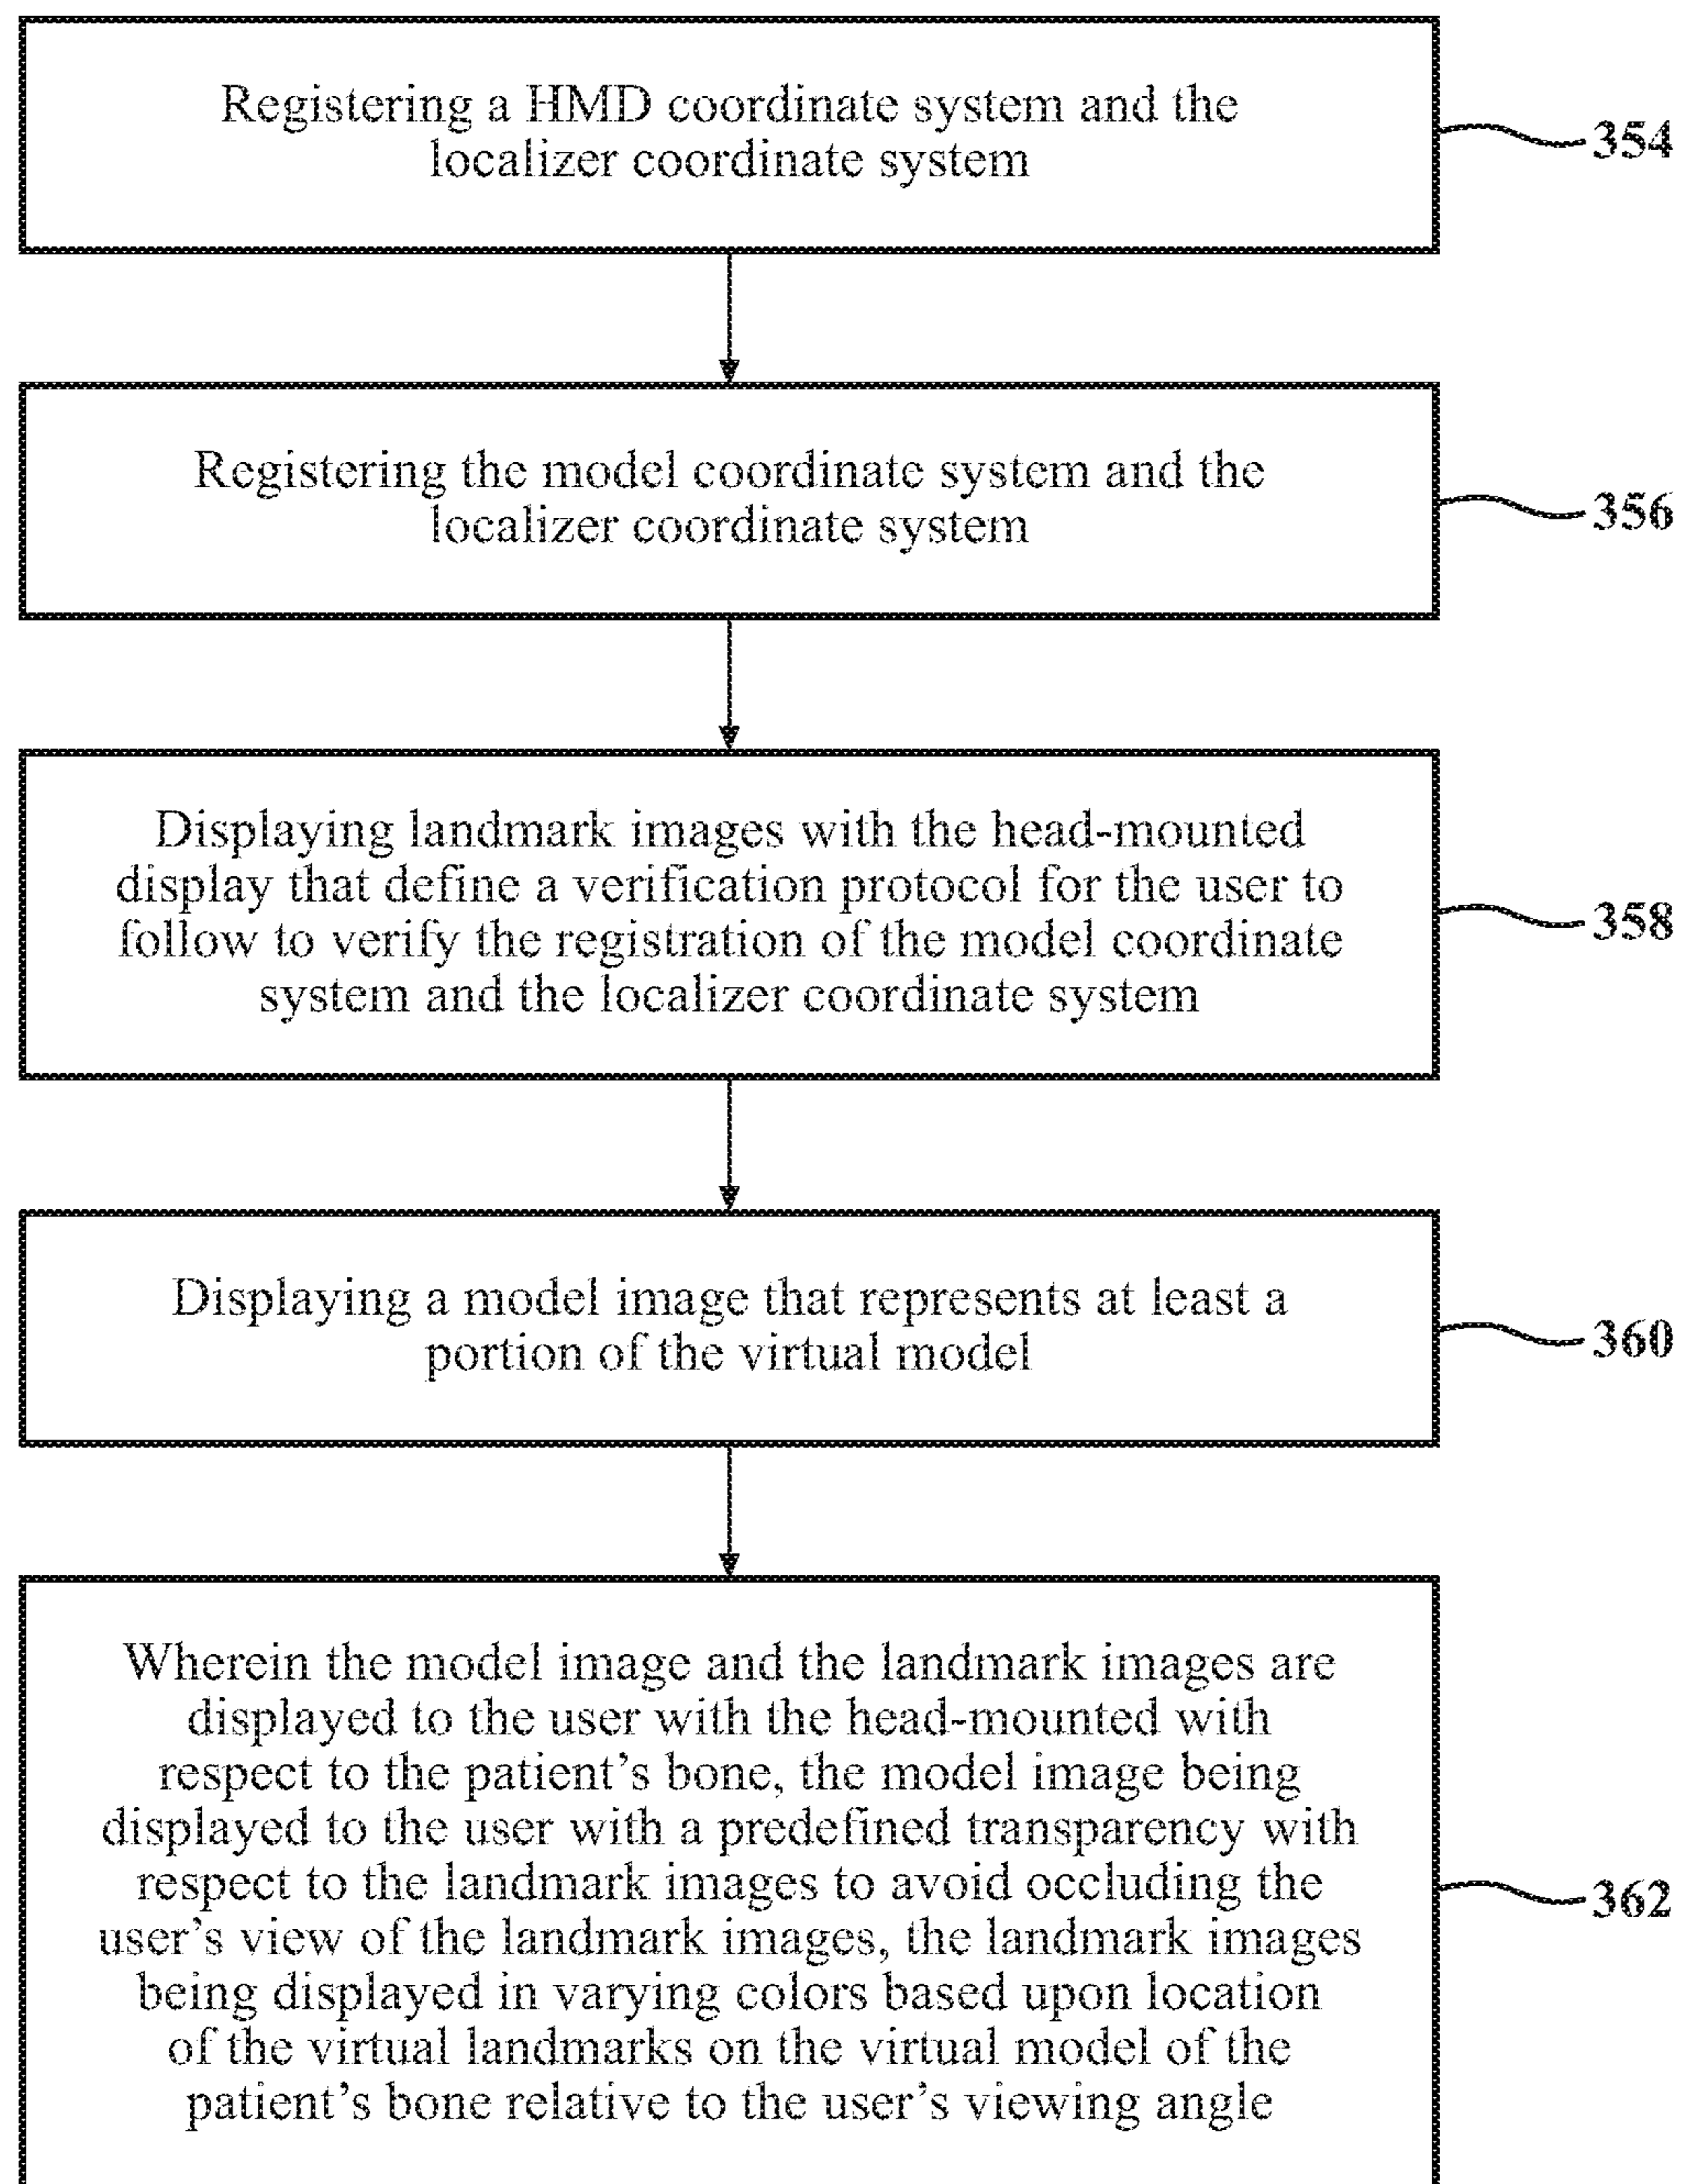 Registering a HMD coordinate system and the
localizer coordinate system
354
Registering the model coordinate system and the
localizer coordinate system
356
Displaying landmark images with the head-mounted
display that define a verification protocol for the user to
follow to verify the registration of the model coordinate
system and the localizer coordinate system
358
Displaying a model image that represents at least a
portion of the virtual model
360
Wherein the model image and the landmark images are
displayed to the user with the head-mounted with
respect to the patient's bone, the model image being
displayed to the user with a predefined transparency with
respect to the landmark images to avoid occluding the
user's view of the landmark images, the landmark images
being displayed in varying colors based upon location
of the virtual landmarks on the virtual model of the
patient's bone relative to the user's viewing angle
362